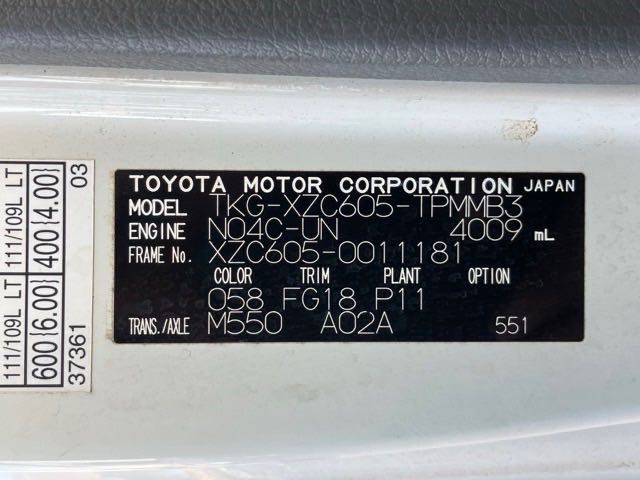 TOYOTA MOTOR CORPORATION JAPAN
MODEL TKG-XZC605-TPMMB3
ENGINE N04C-UN 4009 mL
FRAME No. XZC605-0011181
COLOR TRIM PLANT OPTION
058 FG18 P11
TRANS./AXLE M550 A02A 551
111/109L LT 111/109L LT 03
600(6.00) 400(4.00)
37361